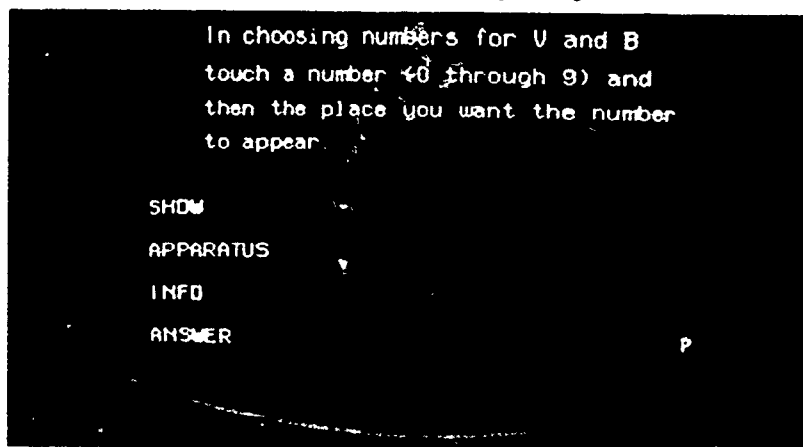 In choosing numbers for V and B
touch a number (0 through 9) and
then the place you want the number
to appear.
SHOW
APPARATUS
INFO
ANSWER
P